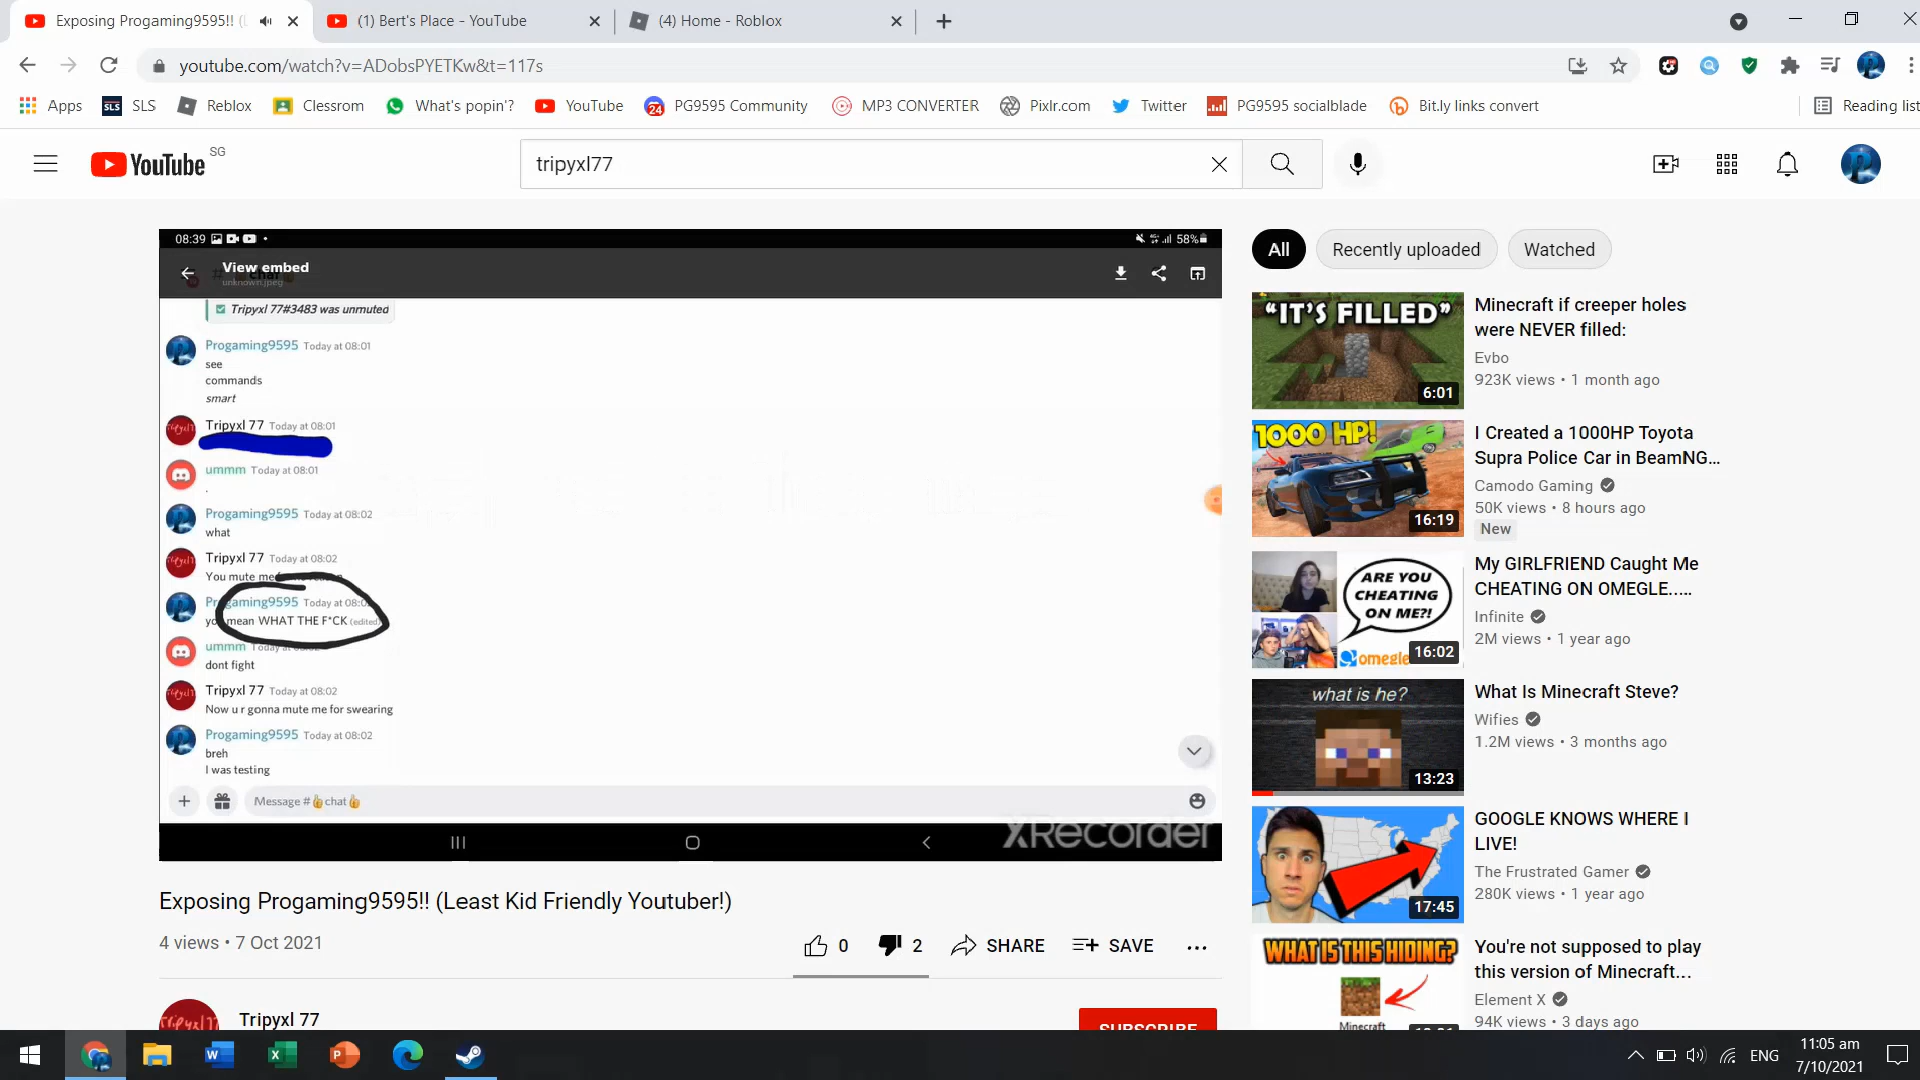 Exposing Progaming9595!! (
(1) Bert's Place - YouTube
(4) Home - Roblox
youtube.com/watch?v=ADobsPYETKw&t=117s
Apps
SLS
SLS
Reblox
Classrom
What's popin'?
YouTube
24
PG9595 Community
MP3 CONVERTER
Pixlr.com
Twitter
PG9595 socialblade
Bit.ly links convert
Reading list
YouTube SG
tripyxl77
08:39
58%
View embed
unknown.jpeg
Tripyxl 77#3483 was unmuted
Progaming9595 Today at 08:01
see
commands
smart
Tripyxl 77 Today at 08:01
ummm Today at 08:01
.
Progaming9595 Today at 08:02
what
Tripyxl 77 Today at 08:02
You mute me
Progaming9595 Today at 08:02
you mean WHAT THE F*CK (edited)
ummm Today at 08:02
dont fight
Tripyxl 77 Today at 08:02
Now u r gonna mute me for swearing
Progaming9595 Today at 08:02
breh
I was testing
Message #👍chat👍
XRecorder
Exposing Progaming9595!! (Least Kid Friendly Youtuber!)
4 views • 7 Oct 2021
0
2
SHARE
SAVE
Tripyxl 77
SUBSCRIBE
All
Recently uploaded
Watched
"IT'S FILLED"
6:01
Minecraft if creeper holes
were NEVER filled:
Evbo
923K views • 1 month ago
1000 HP!
16:19
I Created a 1000HP Toyota
Supra Police Car in BeamNG...
Camodo Gaming
50K views • 8 hours ago
New
ARE YOU
CHEATING
ON ME?!
omegle
16:02
My GIRLFRIEND Caught Me
CHEATING ON OMEGLE.....
Infinite
2M views • 1 year ago
what is he?
13:23
What Is Minecraft Steve?
Wifies
1.2M views • 3 months ago
17:45
GOOGLE KNOWS WHERE I
LIVE!
The Frustrated Gamer
280K views • 1 year ago
WHAT IS THIS HIDING?
Minecraft
You're not supposed to play
this version of Minecraft...
Element X
94K views • 3 days ago
ENG
11:05 am
7/10/2021